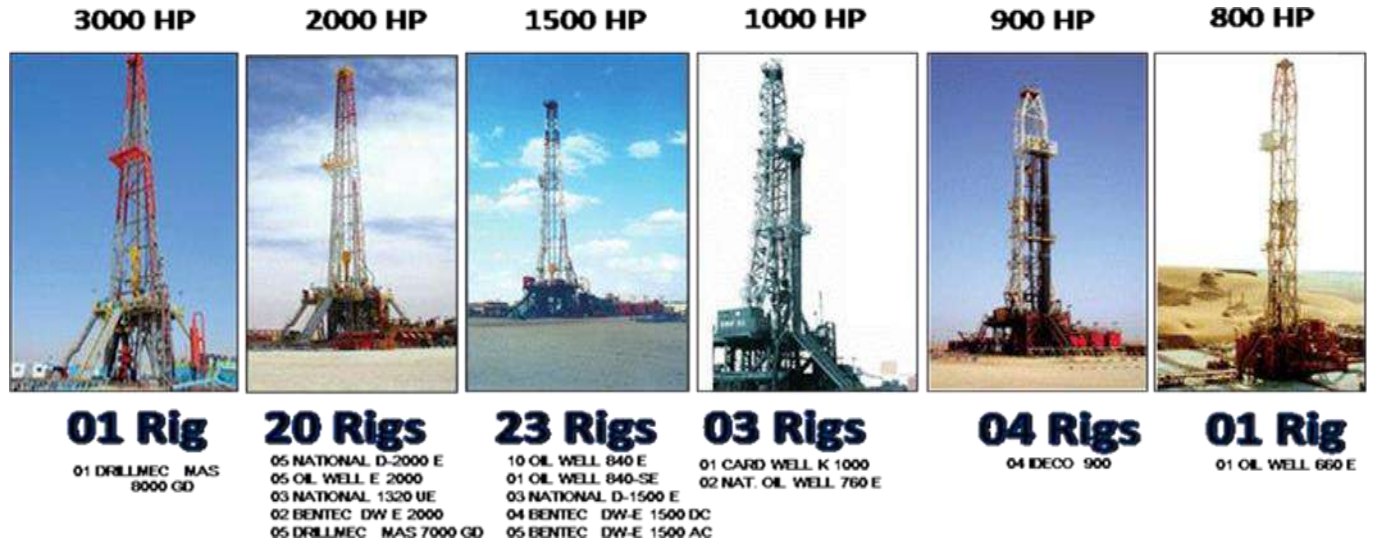 3000 HP
2000 HP
1500 HP
1000 HP
900 HP
800 HP
01 Rig
01 DRILLMEC MAS
8000 GD
20 Rigs
05 NATIONAL D-2000 E
05 OIL WELL E 2000
03 NATIONAL 1320 UE
02 BENTEC DW E 2000
05 DRILLMEC MAS 7000 GD
23 Rigs
10 OIL WELL 840 E
01 OIL WELL 840-SE
03 NATIONAL D-1500 E
04 BENTEC DW-E 1500 DC
05 BENTEC DW-E 1500 AC
03 Rigs
01 CARD WELL K 1000
02 NAT. OIL WELL 760 E
04 Rigs
04 IDECO 900
01 Rig
01 OIL WELL 660 E